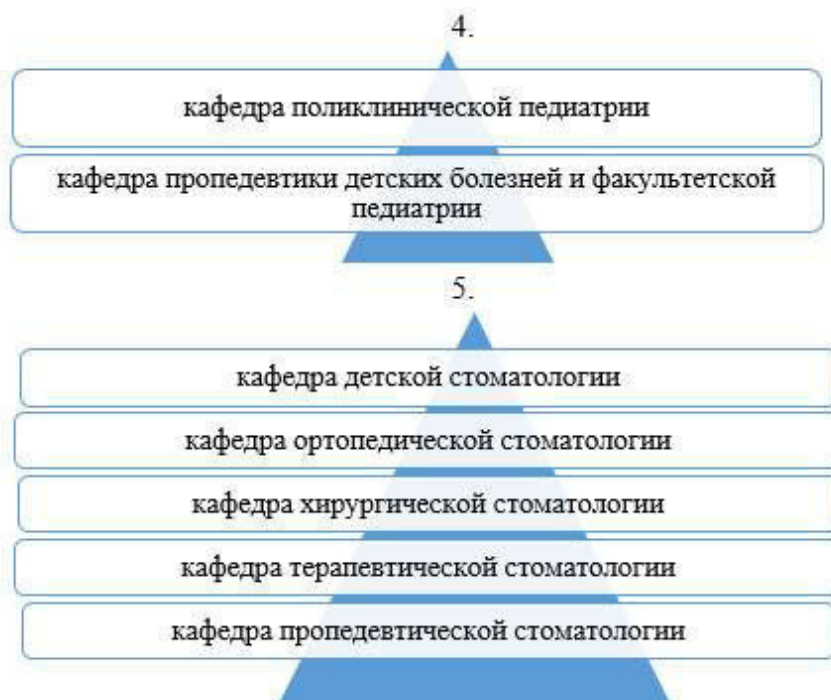 4.
кафедра поликлинической педиатрии
кафедра пропедевтики детских болезней и факультетской
педиатрии
5.
кафедра детской стоматологии
кафедра ортопедической стоматологии
кафедра хирургической стоматологии
кафедра терапевтической стоматологии
кафедра пропедевтической стоматологии